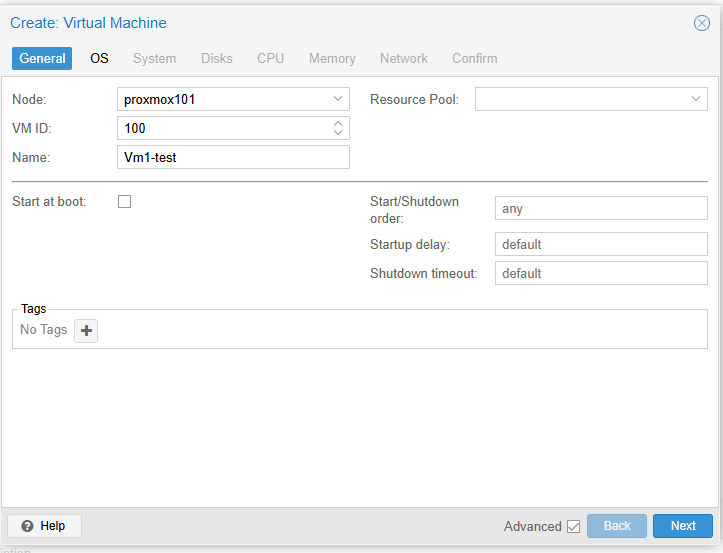 Create: Virtual Machine
General OS System Disks CPU Memory Network Confirm
Node: proxmox101 Resource Pool:
VM ID: 100
Name: Vm1-test
Start at boot: Start/Shutdown order: any
Startup delay: default
Shutdown timeout: default
Tags
No Tags
Help Advanced Back Next